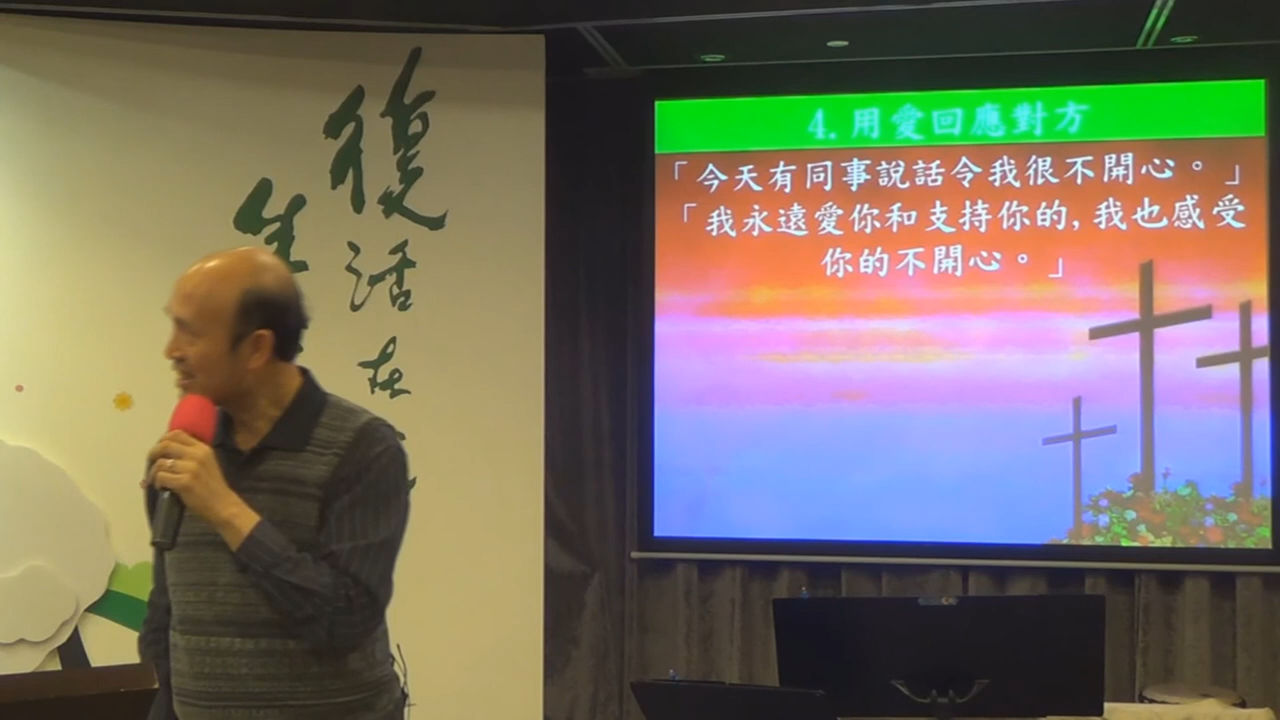 復活在
生
4.用愛回應對方
「今天有同事說話令我很不開心。」
「我永遠愛你和支持你的,我也感受
你的不開心。」